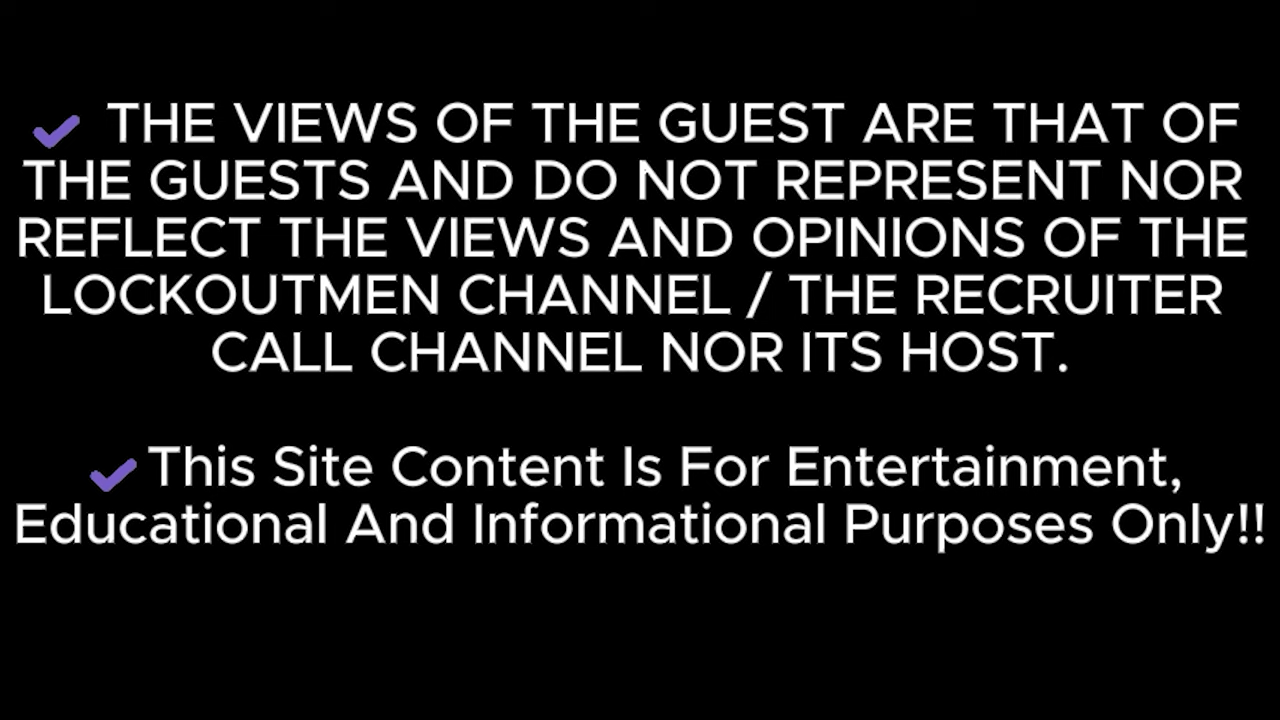 ✔ THE VIEWS OF THE GUEST ARE THAT OF
THE GUESTS AND DO NOT REPRESENT NOR
REFLECT THE VIEWS AND OPINIONS OF THE
LOCKOUTMEN CHANNEL / THE RECRUITER
CALL CHANNEL NOR ITS HOST.
✔ This Site Content Is For Entertainment,
Educational And Informational Purposes Only!!